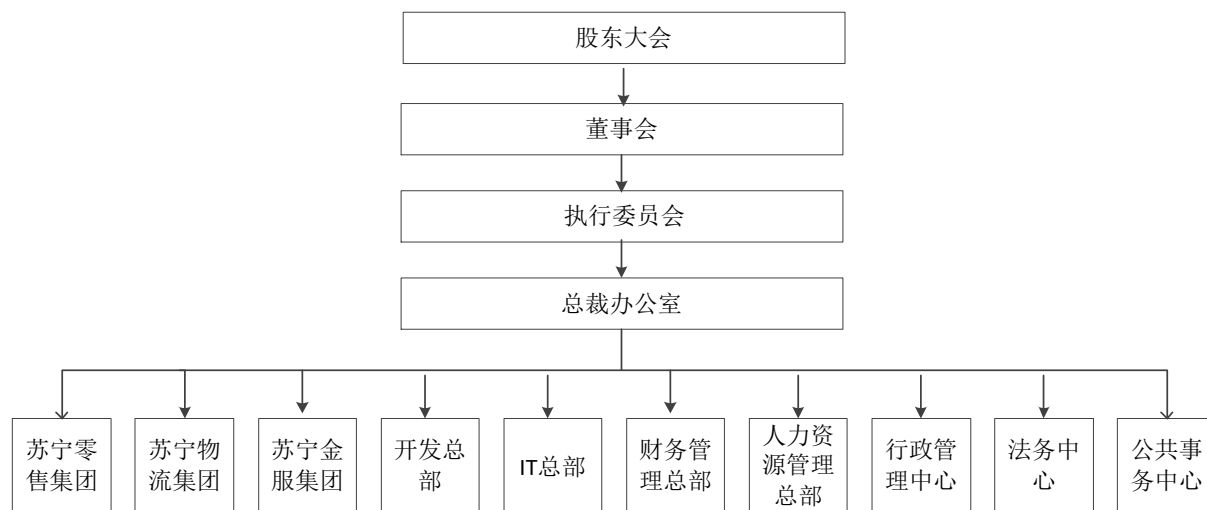 股东大会
董事会
执行委员会
总裁办公室
苏宁零
售集团
苏宁物
流集团
苏宁金
服集团
开发总
部
IT总部
财务管
理总部
人力资
源管理
总部
行政管
理中心
法务中
心
公共事
务中心